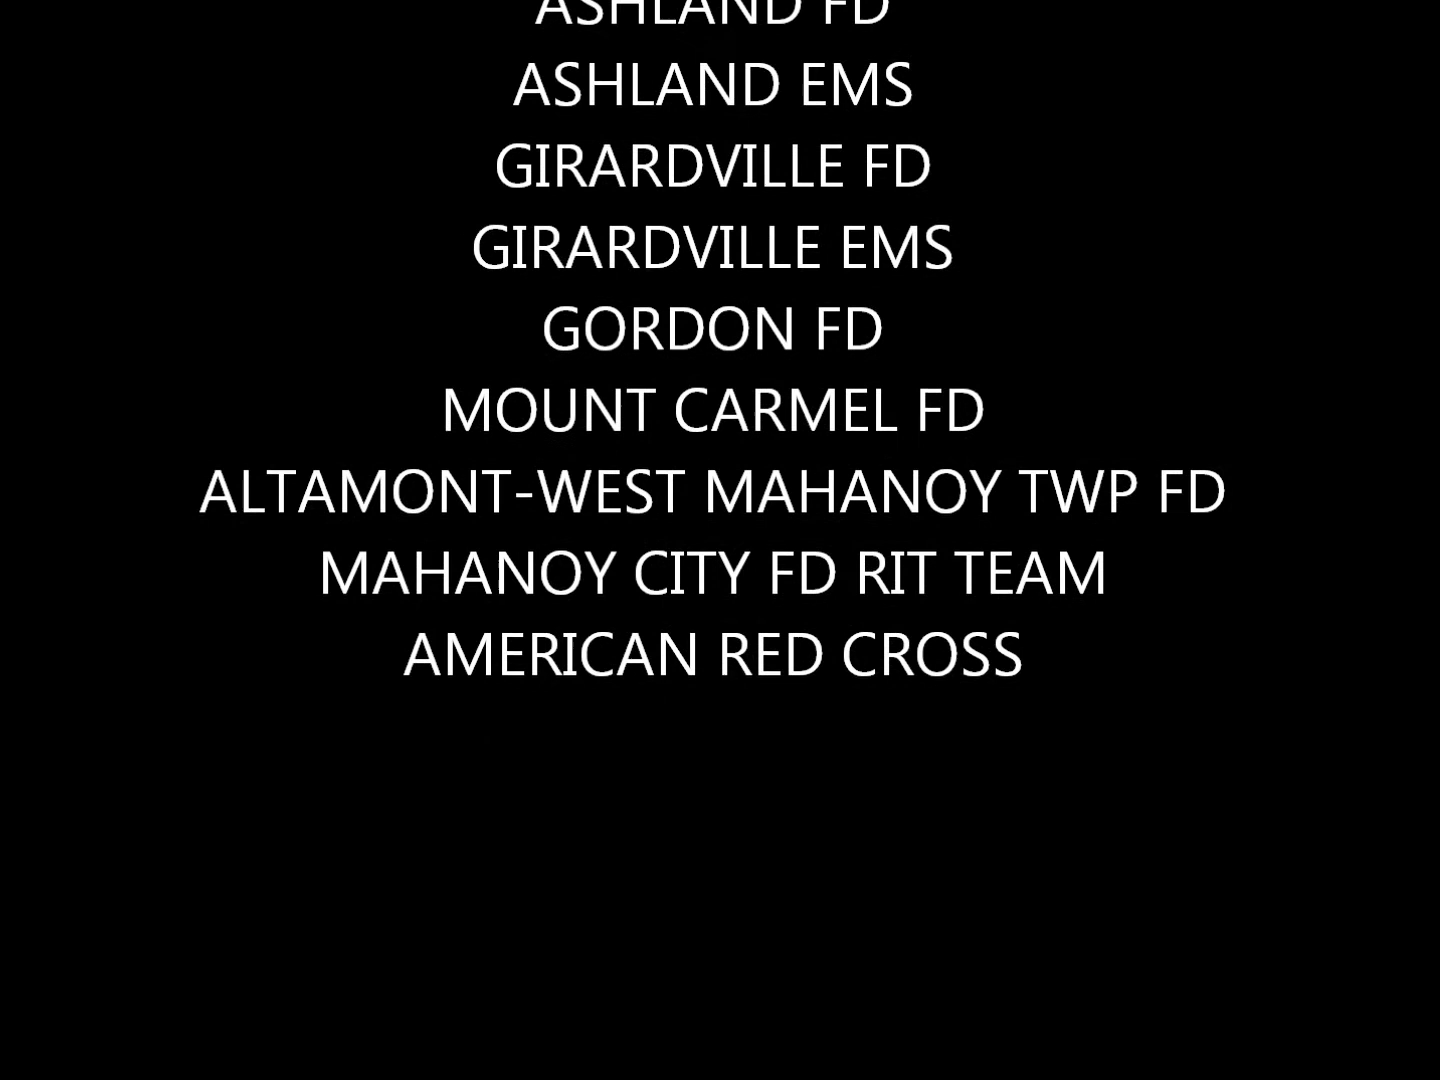 ASHLAND FD
ASHLAND EMS
GIRARDVILLE FD
GIRARDVILLE EMS
GORDON FD
MOUNT CARMEL FD
ALTAMONT-WEST MAHANOY TWP FD
MAHANOY CITY FD RIT TEAM
AMERICAN RED CROSS